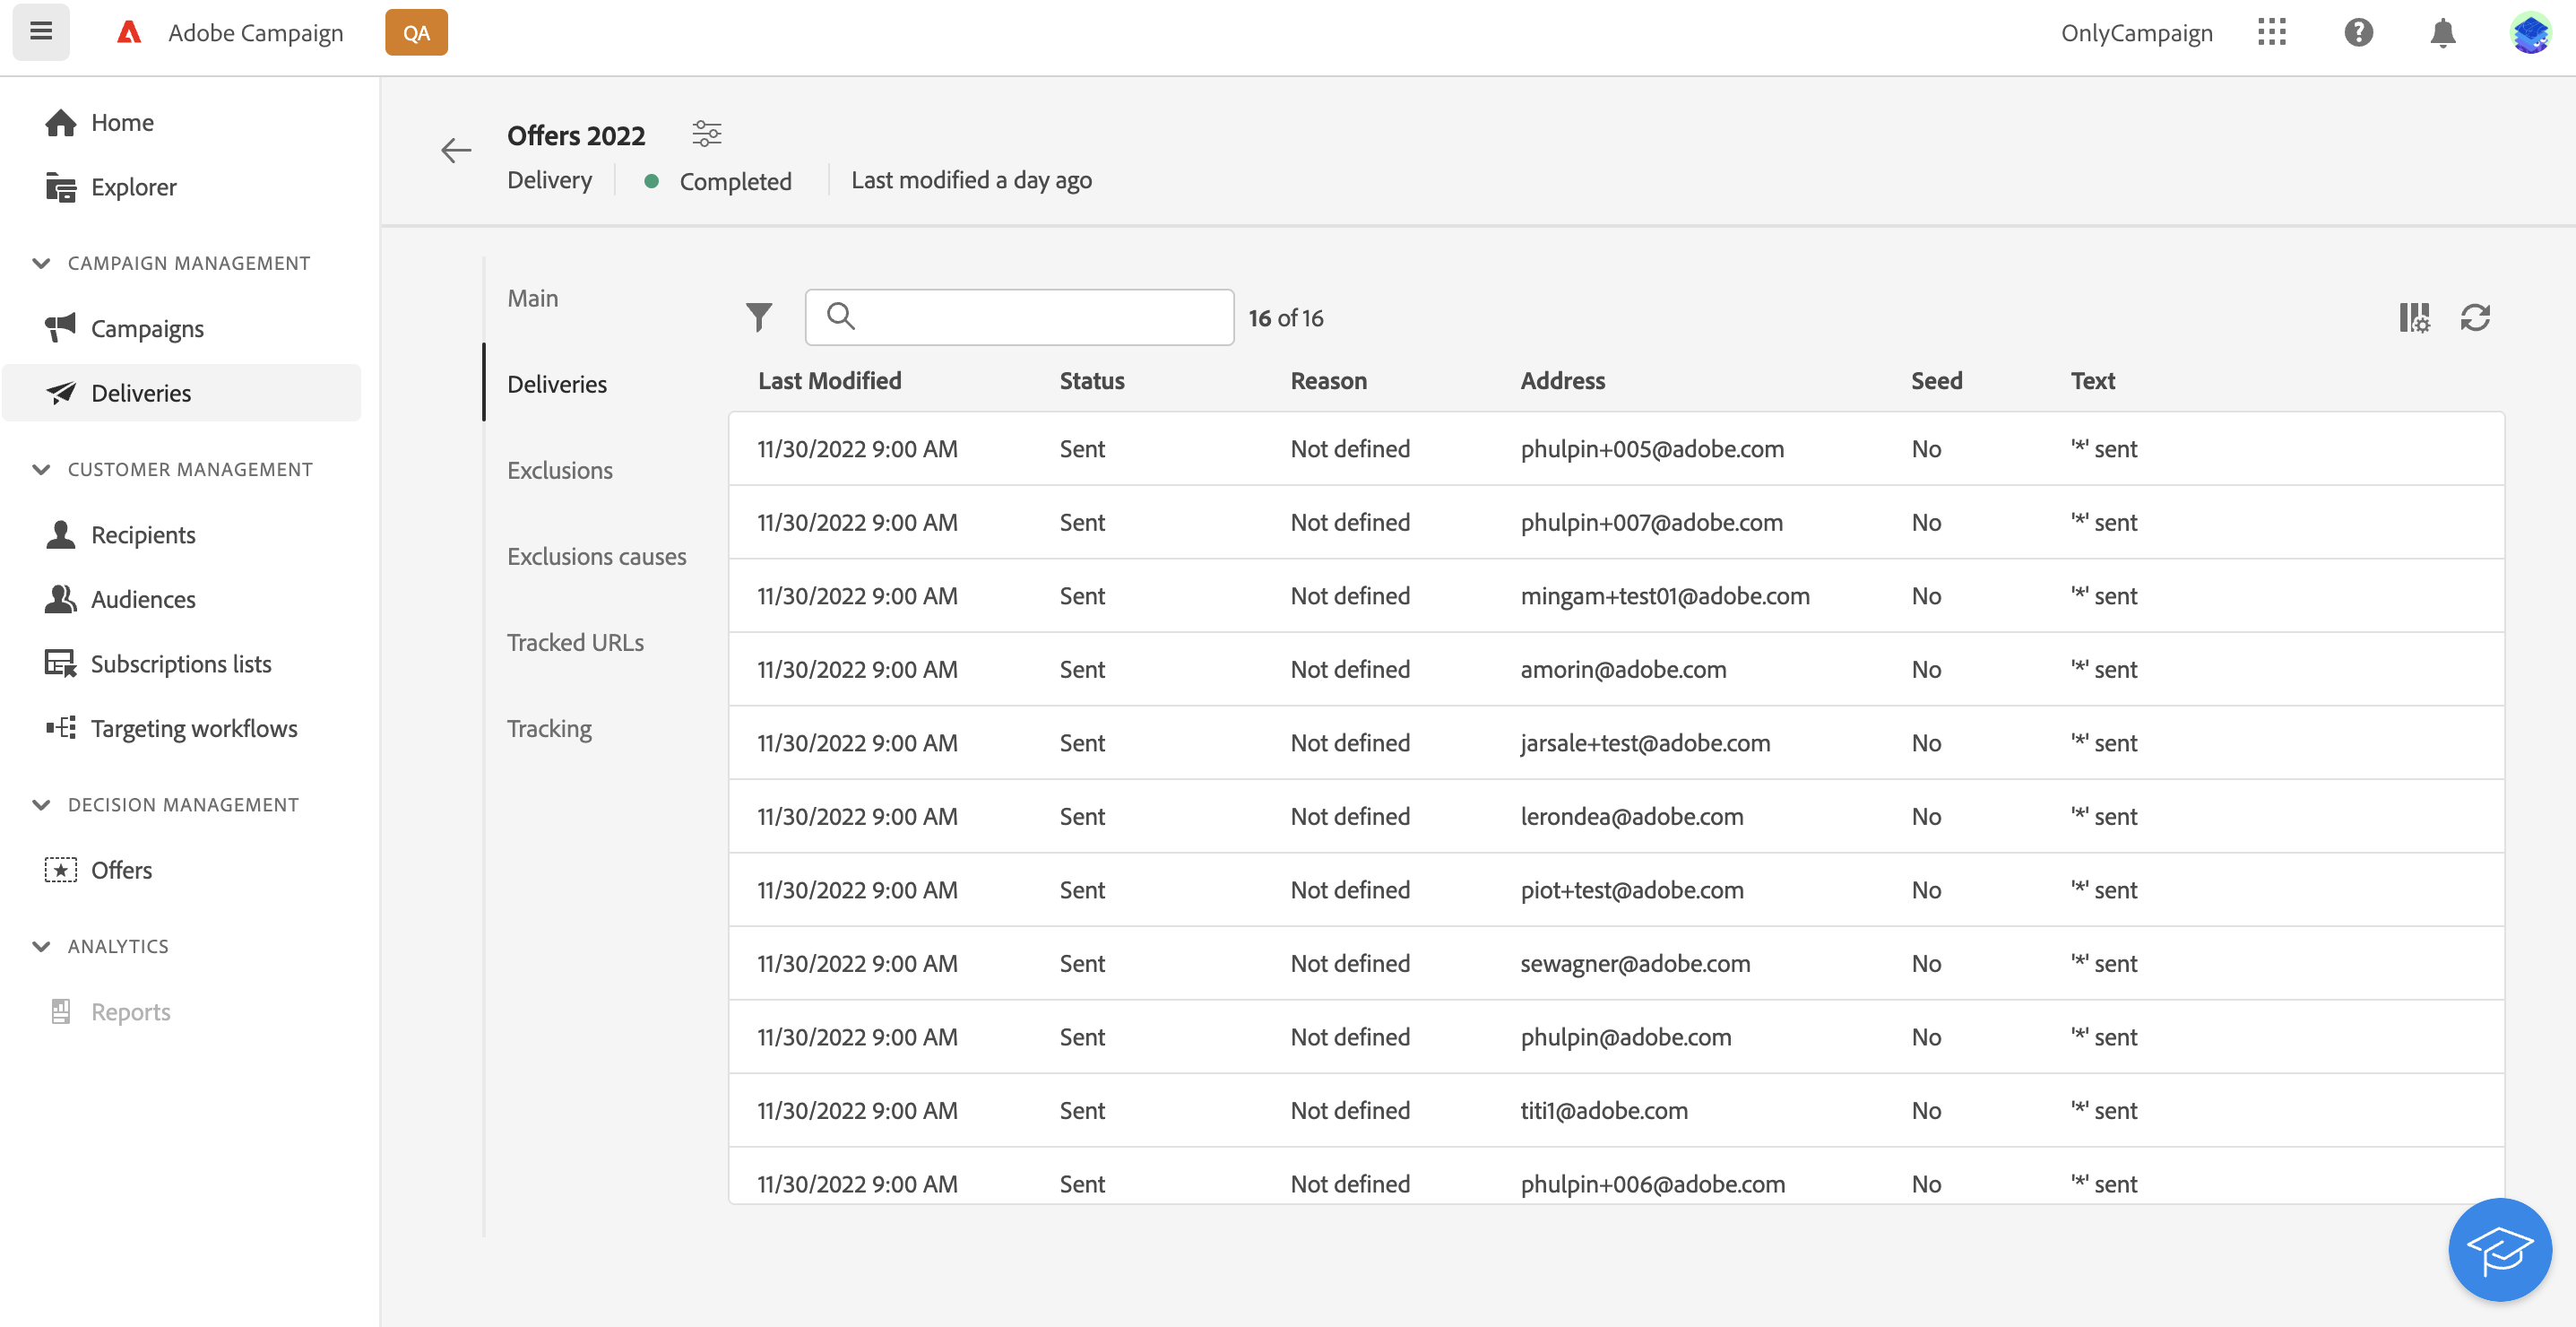 Adobe Campaign
QA
OnlyCampaign
Home
Explorer
CAMPAIGN MANAGEMENT
Campaigns
Deliveries
CUSTOMER MANAGEMENT
Recipients
Audiences
Subscriptions lists
Targeting workflows
DECISION MANAGEMENT
Offers
ANALYTICS
Reports
Offers 2022
Delivery Completed Last modified a day ago
Main
Deliveries
Exclusions
Exclusions causes
Tracked URLs
Tracking
16 of 16
Last Modified Status Reason Address Seed Text
11/30/2022 9:00 AM Sent Not defined phulpin+005@adobe.com No '*' sent
11/30/2022 9:00 AM Sent Not defined phulpin+007@adobe.com No '*' sent
11/30/2022 9:00 AM Sent Not defined mingam+test01@adobe.com No '*' sent
11/30/2022 9:00 AM Sent Not defined amorin@adobe.com No '*' sent
11/30/2022 9:00 AM Sent Not defined jarsale+test@adobe.com No '*' sent
11/30/2022 9:00 AM Sent Not defined lerondea@adobe.com No '*' sent
11/30/2022 9:00 AM Sent Not defined piot+test@adobe.com No '*' sent
11/30/2022 9:00 AM Sent Not defined sewagner@adobe.com No '*' sent
11/30/2022 9:00 AM Sent Not defined phulpin@adobe.com No '*' sent
11/30/2022 9:00 AM Sent Not defined titi1@adobe.com No '*' sent
11/30/2022 9:00 AM Sent Not defined phulpin+006@adobe.com No '*' sent